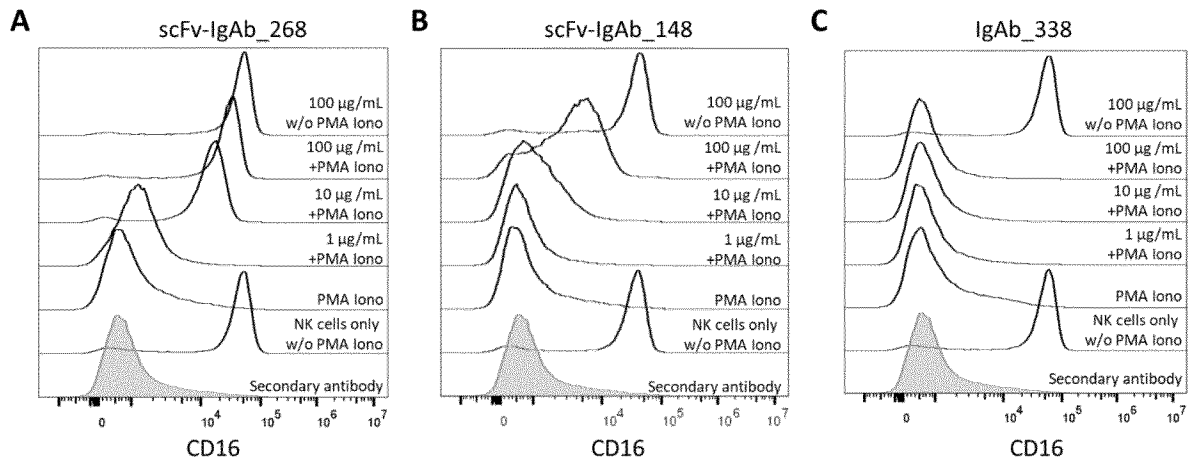 A
scFv-IgAb_268
100 µg/mL
w/o PMA Iono
100 µg/mL
+PMA Iono
10 µg /mL
+PMA Iono
1 µg/mL
+PMA Iono
PMA Iono
NK cells only
w/o PMA Iono
Secondary antibody
0 10^4 10^5 10^6 10^7
CD16
B
scFv-IgAb_148
100 µg/mL
w/o PMA Iono
100 µg/mL
+PMA Iono
10 µg /mL
+PMA Iono
1 µg/mL
+PMA Iono
PMA Iono
NK cells only
w/o PMA Iono
Secondary antibody
0 10^4 10^5 10^6 10^7
CD16
C
IgAb_338
100 µg/mL
w/o PMA Iono
100 µg/mL
+PMA Iono
10 µg /mL
+PMA Iono
1 µg/mL
+PMA Iono
PMA Iono
NK cells only
w/o PMA Iono
Secondary antibody
0 10^4 10^5 10^6 10^7
CD16